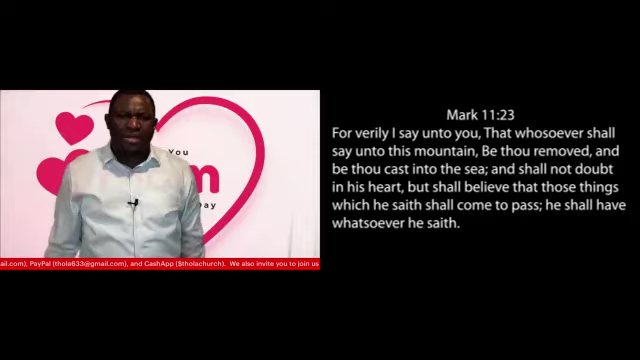 You
m
pay
ail.com), PayPal (thola633@gmail.com), and CashApp ($tholachurch). We also invite you to join us
Mark 11:23
For verily I say unto you, That whosoever shall
say unto this mountain, Be thou removed, and
be thou cast into the sea; and shall not doubt
in his heart, but shall believe that those things
which he saith shall come to pass; he shall have
whatsoever he saith.